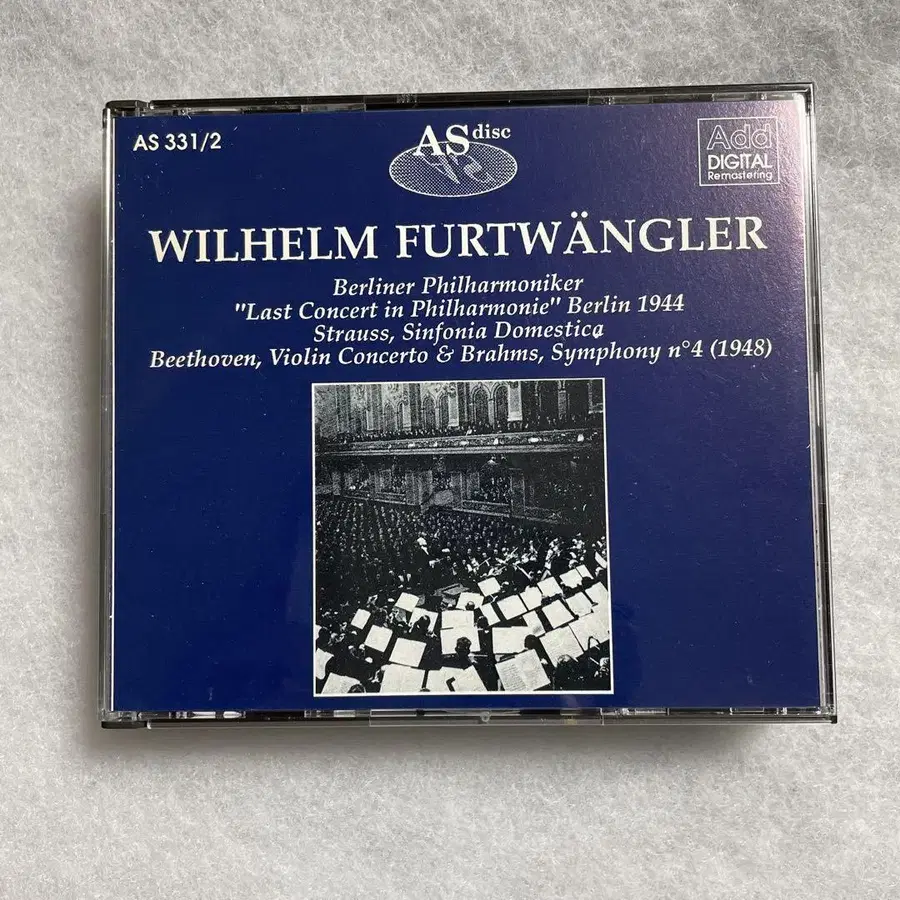 AS 331/2
AS disc
Add
DIGITAL
Remastering
WILHELM FURTWÄNGLER
Berliner Philharmoniker
"Last Concert in Philharmonie" Berlin 1944
Strauss, Sinfonia Domestica
Beethoven, Violin Concerto & Brahms, Symphony n°4 (1948)